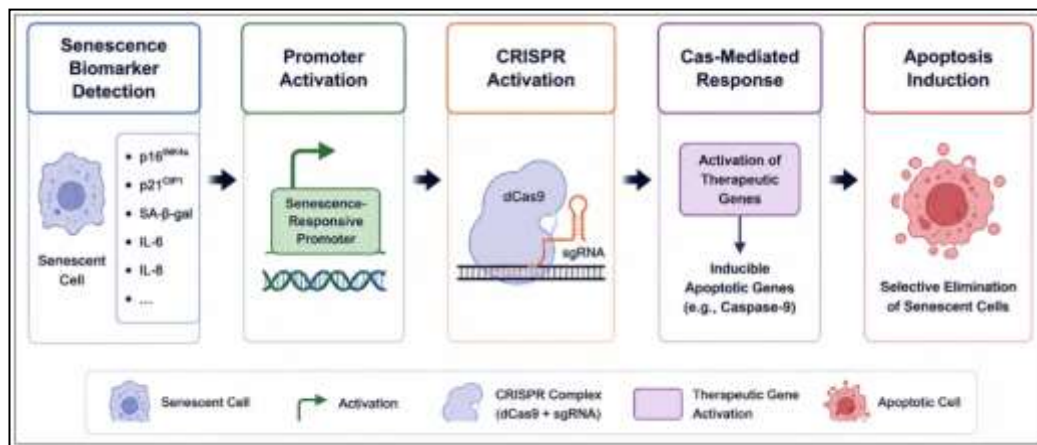 Senescence
Biomarker
Detection
Promoter
Activation
CRISPR
Activation
Cas-Mediated
Response
Apoptosis
Induction
Senescent
Cell
• p16INK4a
• p21CIP1
• SA-β-gal
• IL-6
• IL-8
• ...
Senescence-
Responsive
Promoter
dCas9
sgRNA
Activation of
Therapeutic
Genes
Inducible
Apoptotic Genes
(e.g., Caspase-9)
Selective Elimination
of Senescent Cells
Senescent Cell
Activation
CRISPR Complex
(dCas9 + sgRNA)
Therapeutic Gene
Activation
Apoptotic Cell